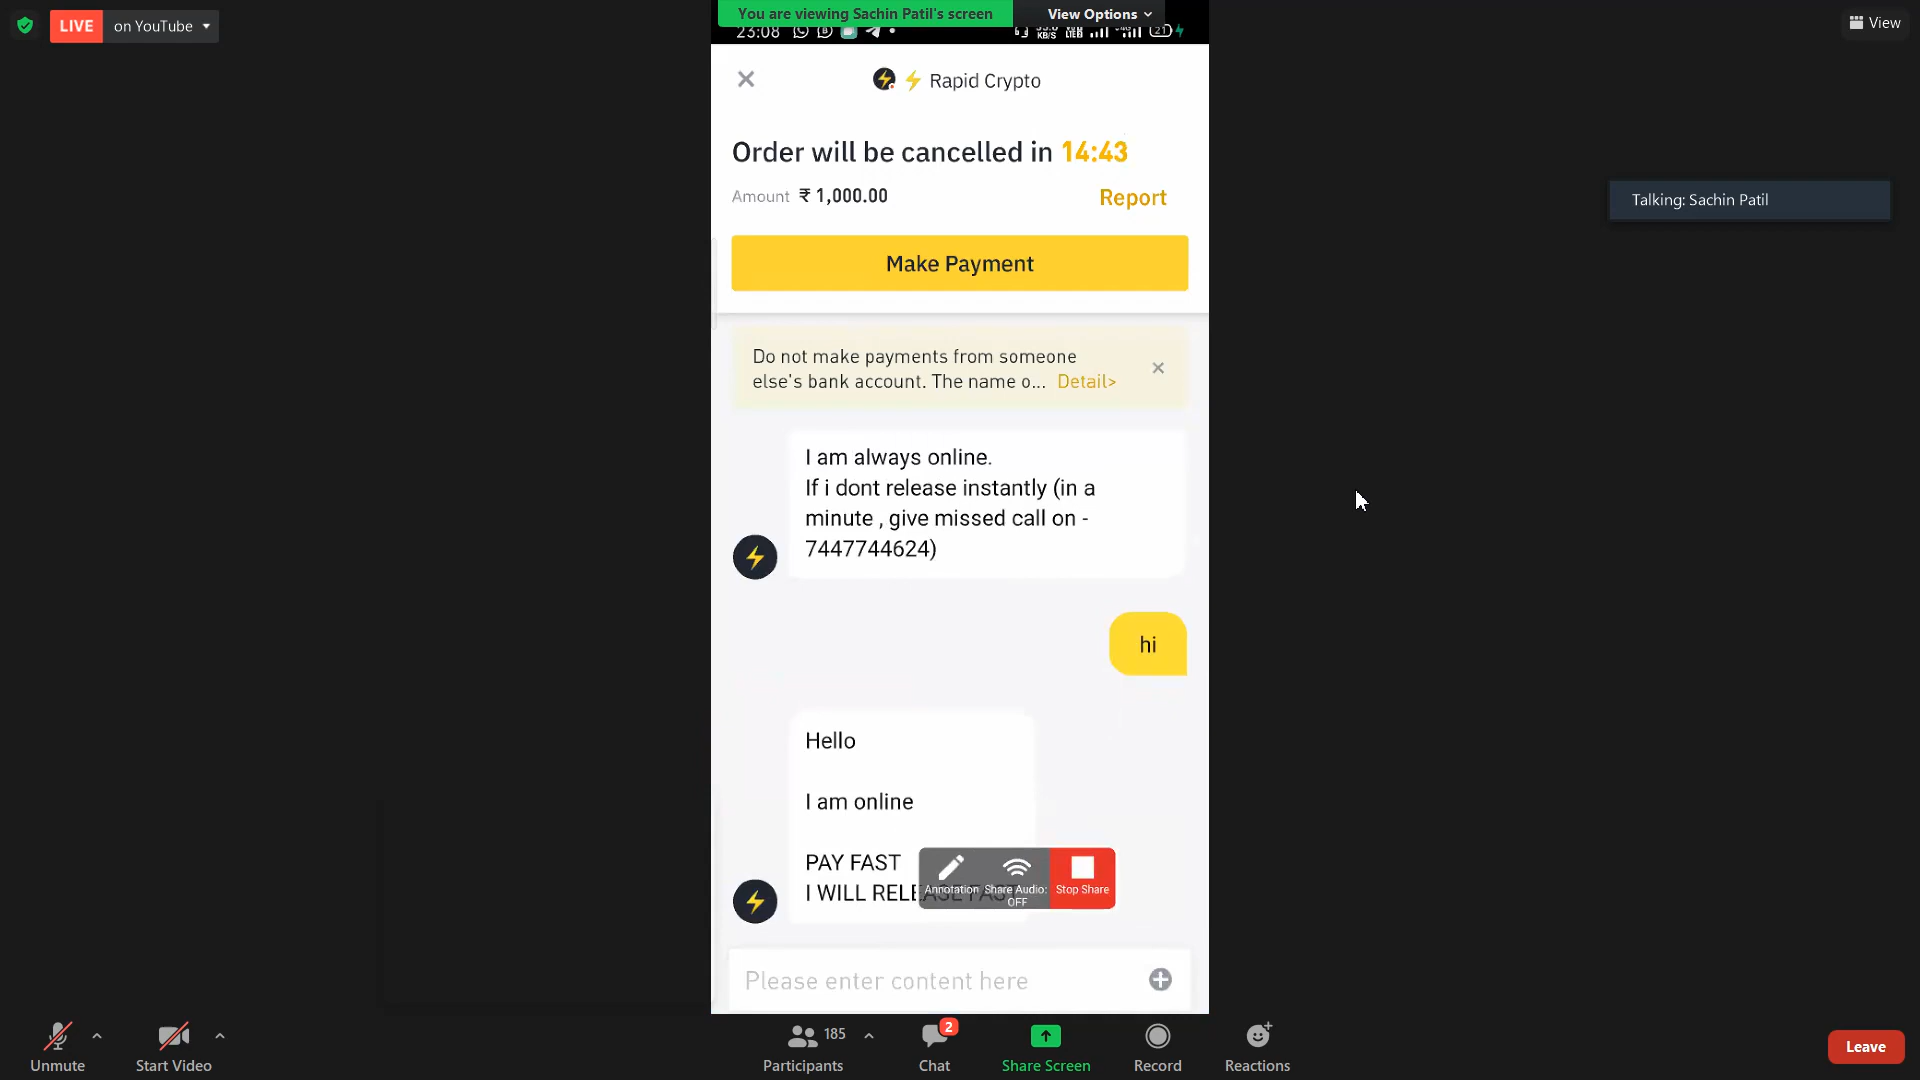 LIVE on YouTube
You are viewing Sachin Patil's screen
View Options
View
23:08
KB/S
21
Rapid Crypto
Order will be cancelled in 14:43
Amount ₹ 1,000.00
Report
Make Payment
Talking: Sachin Patil
Do not make payments from someone
else's bank account. The name o... Detail>
I am always online.
If i dont release instantly (in a
minute , give missed call on -
7447744624)
hi
Hello
I am online
PAY FAST
I WILL RELEASE FAST
Annotation
Share Audio:
OFF
Stop Share
Please enter content here
Unmute
Start Video
185
Participants
2
Chat
Share Screen
Record
Reactions
Leave